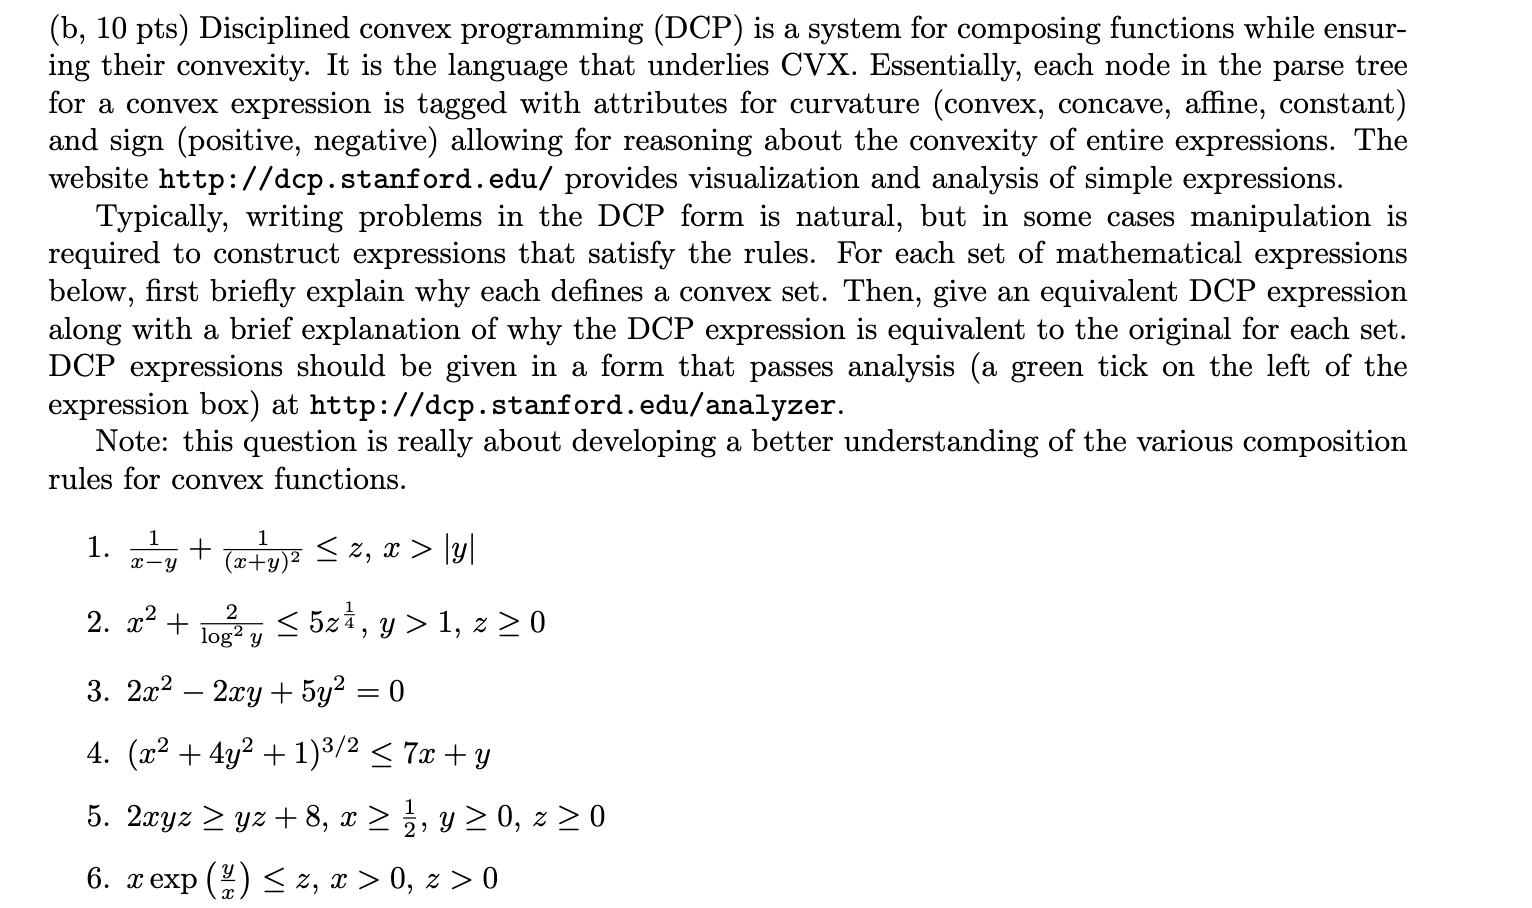 (b, 10 pts) Disciplined convex programming (DCP) is a system for composing functions while ensur-
ing their convexity. It is the language that underlies CVX. Essentially, each node in the parse tree
for a convex expression is tagged with attributes for curvature (convex, concave, affine, constant)
and sign (positive, negative) allowing for reasoning about the convexity of entire expressions. The
website http://dcp.stanford.edu/ provides visualization and analysis of simple expressions.
Typically, writing problems in the DCP form is natural, but in some cases manipulation is
required to construct expressions that satisfy the rules. For each set of mathematical expressions
below, first briefly explain why each defines a convex set. Then, give an equivalent DCP expression
along with a brief explanation of why the DCP expression is equivalent to the original for each set.
DCP expressions should be given in a form that passes analysis (a green tick on the left of the
expression box) at http://dcp.stanford.edu/analyzer.
Note: this question is really about developing a better understanding of the various composition
rules for convex functions.
1. $\frac{1}{x-y} + \frac{1}{(x+y)^2} \leq z, x > |y|$
2. $x^2 + \frac{2}{\log^2 y} \leq 5z^{\frac{1}{4}}, y > 1, z \geq 0$
3. $2x^2 - 2xy + 5y^2 = 0$
4. $(x^2 + 4y^2 + 1)^{3/2} \leq 7x + y$
5. $2xyz \geq yz + 8, x \geq \frac{1}{2}, y \geq 0, z \geq 0$
6. $x \exp\left(\frac{y}{x}\right) \leq z, x > 0, z > 0$